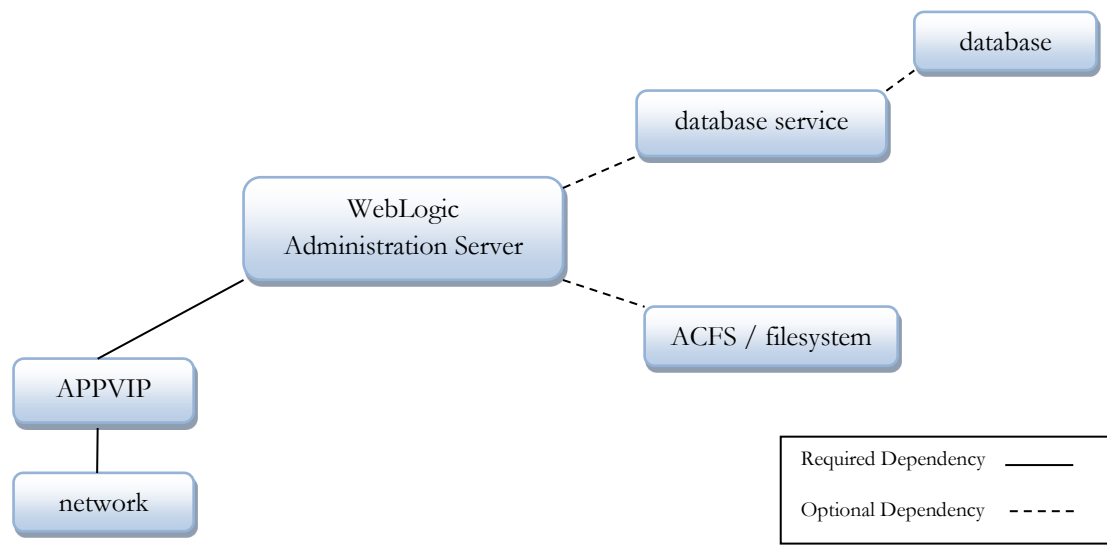 database
database service
WebLogic
Administration Server
ACFS / filesystem
APPVIP
network
Required Dependency
Optional Dependency